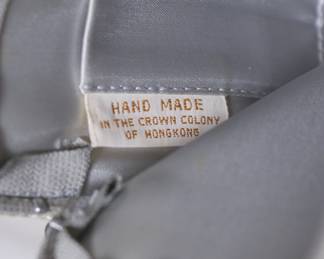 HAND MADE
IN THE CROWN COLONY
OF HONGKONG